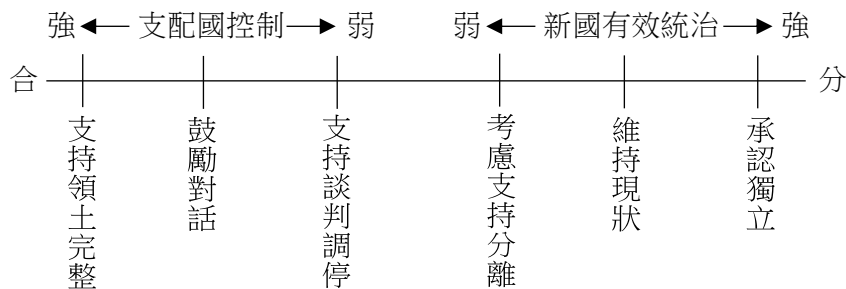 強 支配國控制 弱 弱 新國有效統治 強
合 分
支持領土完整
鼓勵對話
支持談判調停
考慮支持分離
維持現狀
承認獨立